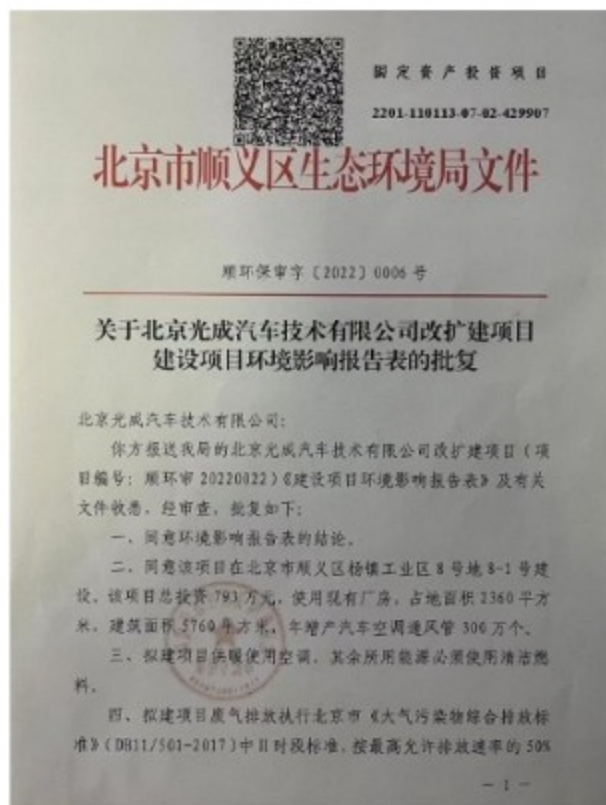 固定资产投资项目
2201-110113-07-02-429907
北京市顺义区生态环境局文件
顺环保审字〔2022〕0006号
关于北京光成汽车技术有限公司改扩建项目
建设项目环境影响报告表的批复
北京光威汽车技术有限公司：
你方报送我局的北京光威汽车技术有限公司改扩建项目（项
目编号：顺环审20220022）《建设项目环境影响报告表》及有关
文件收悉，经审查，批复如下：
一、同意环境影响报告表的结论。
二、同意该项目在北京市顺义区杨镇工业区8号地8-1号建
设。该项目总投资793万元，使用现有厂房，占地面积2360平方
米，建筑面积5760平方米，年增产汽车空调通风管300万个。
三、拟建项目供暖使用空调，其余所用能源必须使用清洁燃
料。
四、拟建项目废气排放执行北京市《大气污染物综合排放标
准》（DB11/501-2017）中II时段标准，按最高允许排放速率的50%
— 1 —